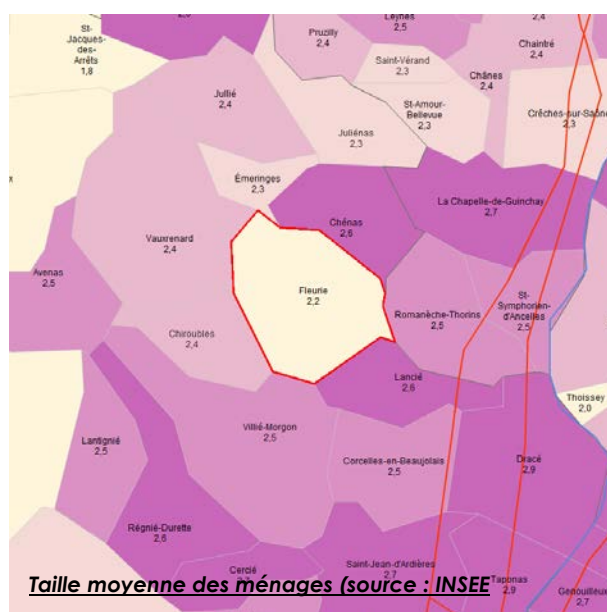 St-
Jacques-
des-
Arrêts
1,8
Pruzilly
2,4
Leynes
2,5
2,4
Chaintré
2,4
Saint-Vérand
2,3
Chânes
2,4
Jullié
2,4
St-Amour-
Bellevue
2,3
Crêches-sur-Saône
2,3
Juliénas
2,3
Émeringes
2,3
La Chapelle-de-Guinchay
2,7
Chénas
2,6
Vauxrenard
2,4
Avenas
2,5
Fleurie
2,2
St-
Symphorien-
d'Ancelles
2,5
Romanèche-Thorins
2,5
Chiroubles
2,4
Lancié
2,6
Thoissey
2,0
Villié-Morgon
2,5
Lantignié
2,5
Corcelles-en-Beaujolais
2,5
Dracé
2,9
Régnié-Durette
2,6
Cercié
Saint-Jean-d'Ardières
2,7
Taponas
2,9
Genouilleux
2,7
Taille moyenne des ménages (source : INSEE